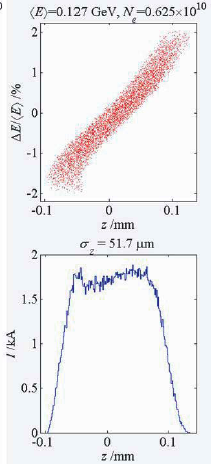 ⟨E⟩=0.127 GeV, N_e=0.625×10^10
2
1
0
-1
-2
ΔE/⟨E⟩ /%
-0.1 0 0.1
z /mm
σ_z = 51.7 μm
2
1.5
1
0.5
0
I /kA
-0.1 0 0.1
z /mm